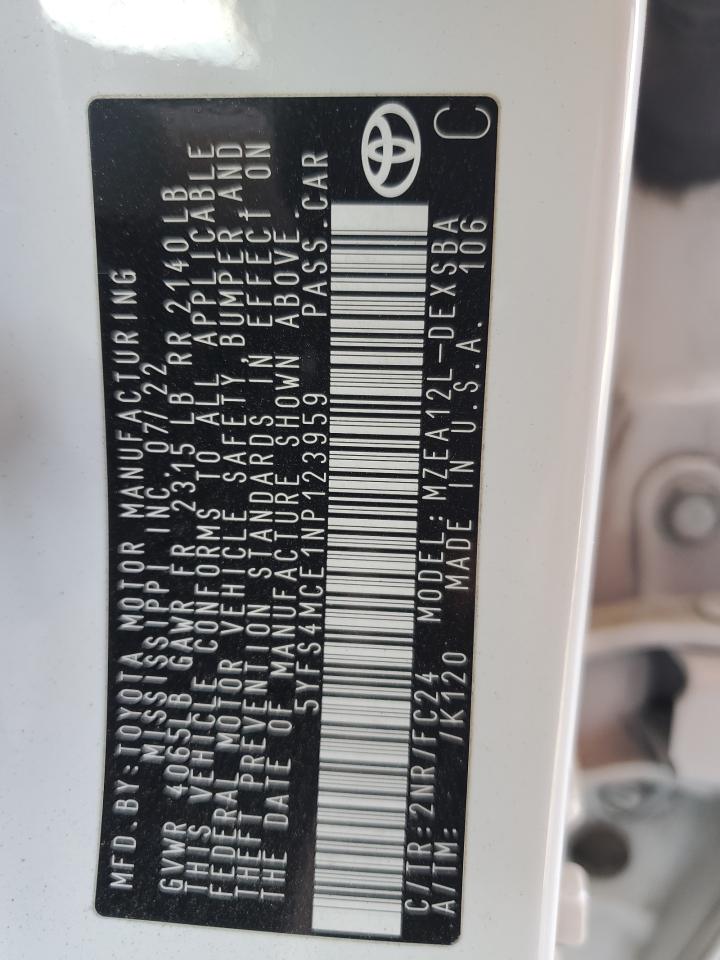 MFD.BY:TOYOTA MOTOR MANUFACTURING
MISSISSIPPI INC.07/22
GVWR 4065LB GAWR FR 2315 LB RR 2140LB
THIS VEHICLE CONFORMS TO ALL APPLICABLE
FEDERAL MOTOR VEHICLE SAFETY,BUMPER AND
THEFT PREVENTION STANDARDS IN EFFECT ON
THE DATE OF MANUFACTURE SHOWN ABOVE.
5YFS4MCE1NP123959 PASS.CAR
C/TR:2NR/FC24 MODEL:MZEA12L-DEXSBA
A/TM: /K120 MADE IN U.S.A. 106
C